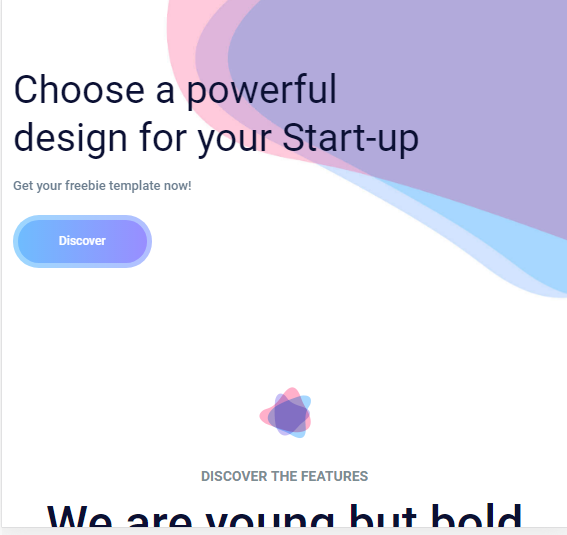 Choose a powerful
design for your Start-up
Get your freebie template now!
Discover
DISCOVER THE FEATURES
We are young but bold